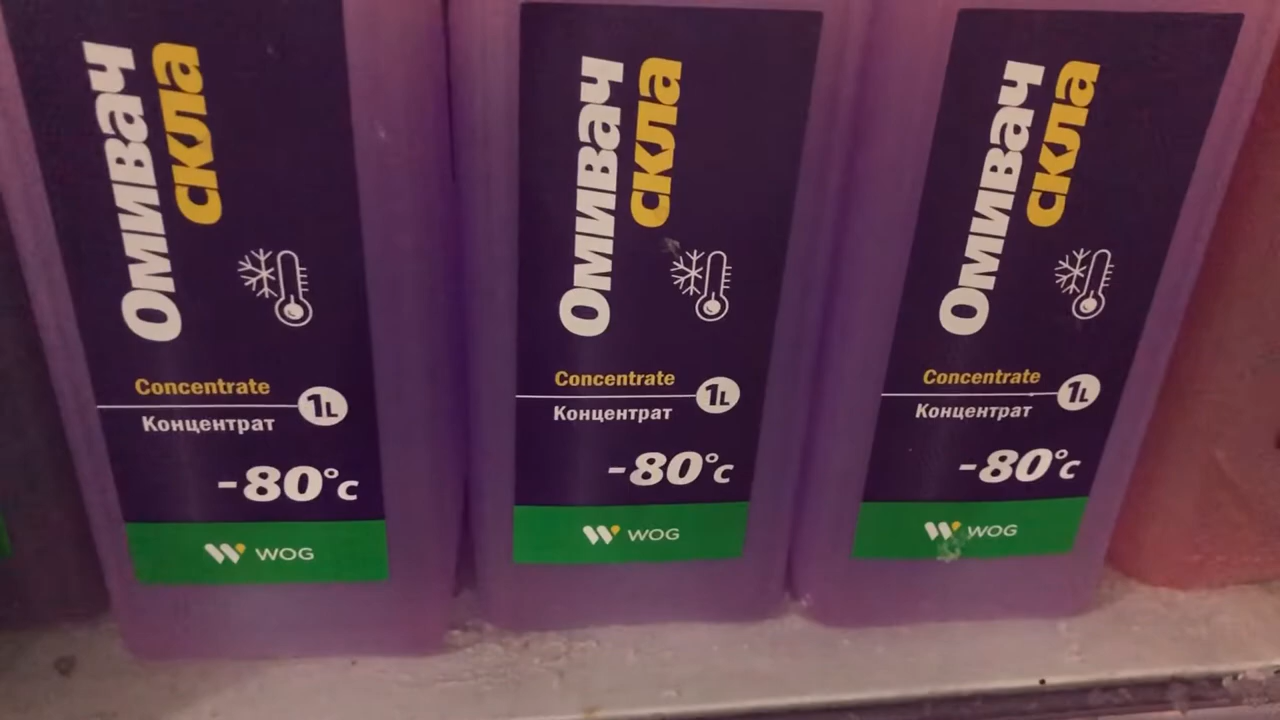 Омивач
скла
Concentrate
1L
Концентрат
-80°c
WOG
Омивач
скла
Concentrate
1L
Концентрат
-80°c
WOG
Омивач
скла
Concentrate
1L
Концентрат
-80°c
WOG